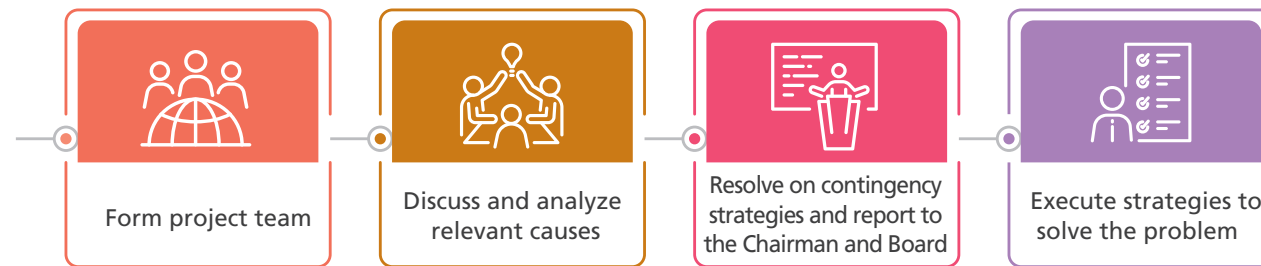 Form project team
Discuss and analyze
relevant causes
Resolve on contingency
strategies and report to
the Chairman and Board
Execute strategies to
solve the problem